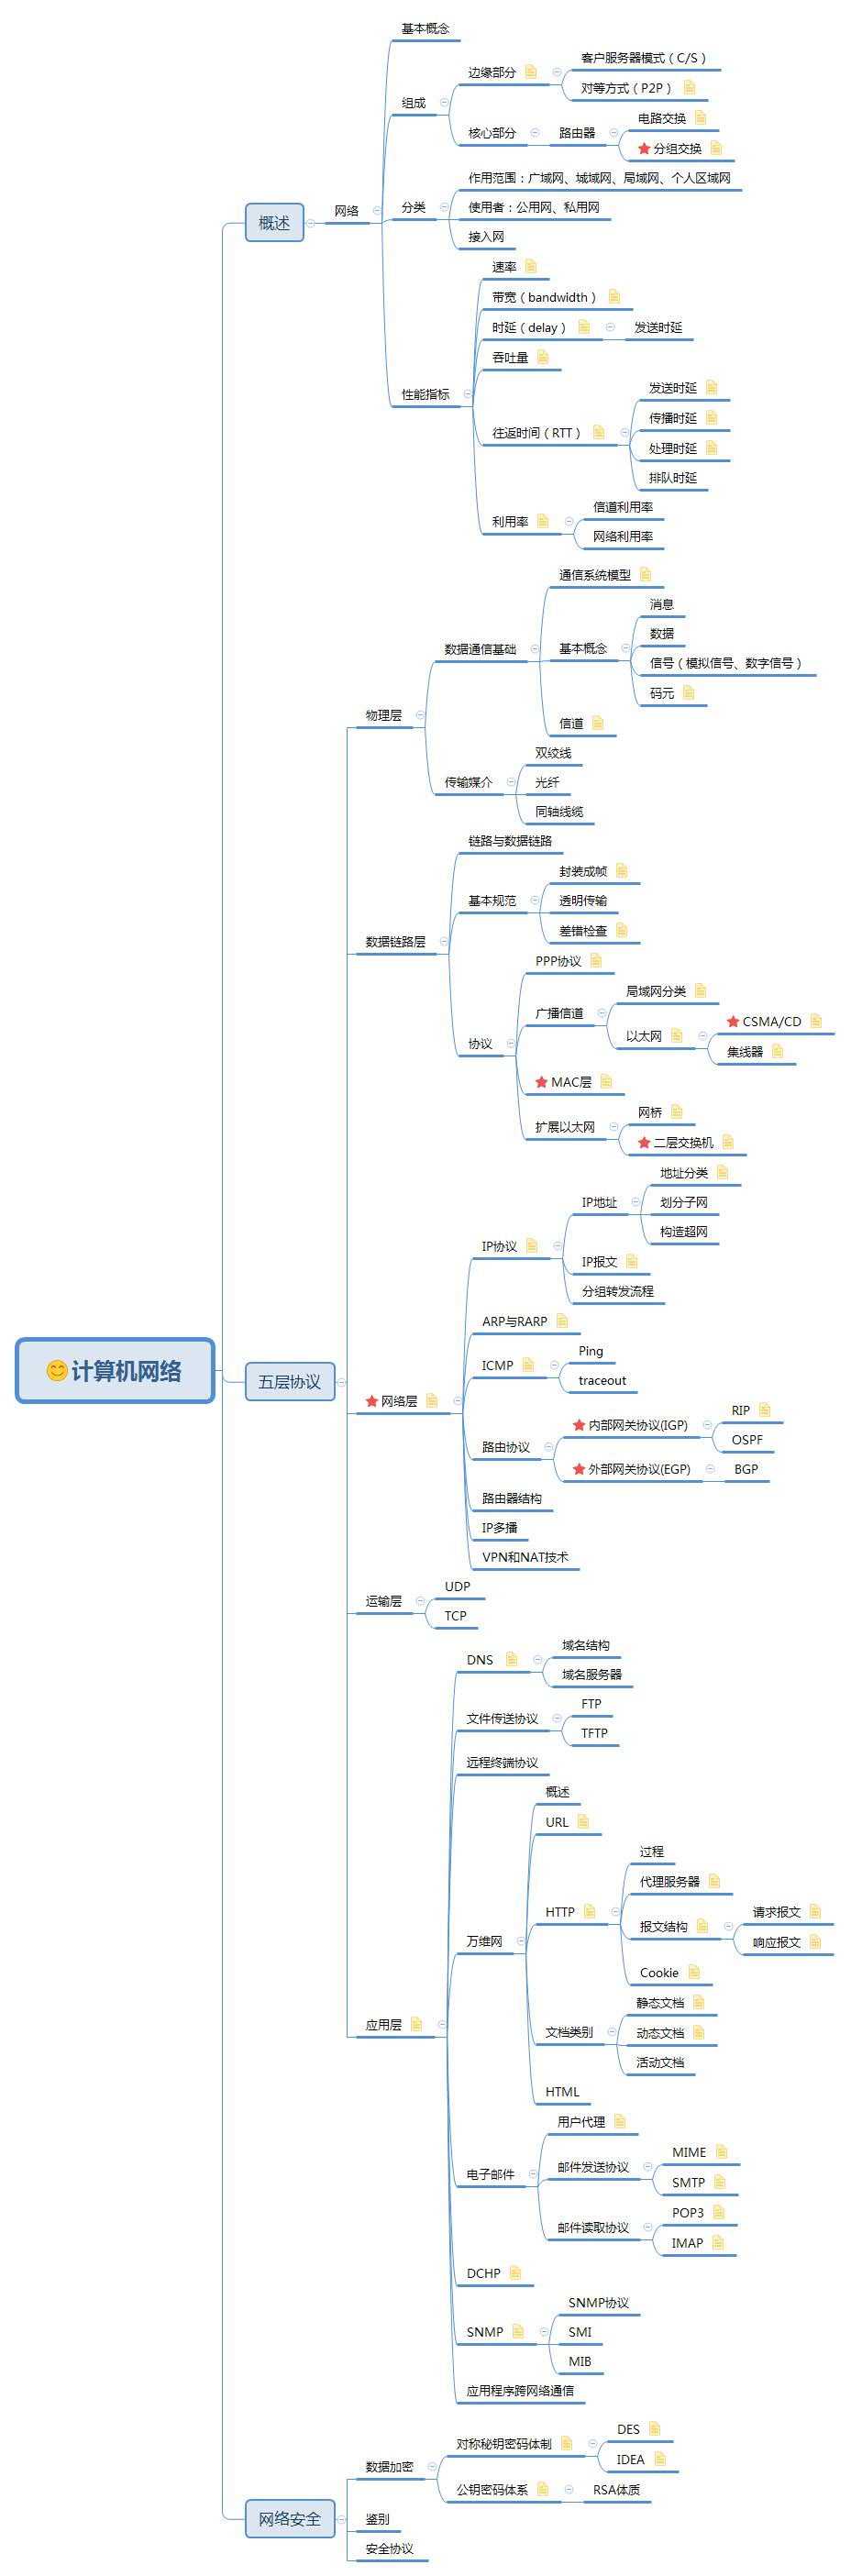 基本概念
客户服务器模式（C/S）
边缘部分
对等方式（P2P）
组成
电路交换
核心部分
路由器
分组交换
作用范围：广域网、城域网、局域网、个人区域网
网络
分类
使用者：公用网、私用网
概述
接入网
速率
带宽（bandwidth）
时延（delay）
发送时延
吞吐量
性能指标
发送时延
传播时延
往返时间（RTT）
处理时延
排队时延
信道利用率
利用率
网络利用率
通信系统模型
消息
数据通信基础
基本概念
数据
信号（模拟信号、数字信号）
码元
物理层
信道
双绞线
传输媒介
光纤
同轴线缆
链路与数据链路
封装成帧
基本规范
透明传输
差错检查
数据链路层
PPP协议
局域网分类
广播信道
CSMA/CD
以太网
协议
集线器
MAC层
网桥
扩展以太网
二层交换机
地址分类
IP地址
划分子网
构造超网
IP协议
IP报文
分组转发流程
ARP与RARP
Ping
ICMP
traceout
计算机网络
五层协议
网络层
RIP
内部网关协议(IGP)
OSPF
路由协议
外部网关协议(EGP)
BGP
路由器结构
IP多播
VPN和NAT技术
UDP
运输层
TCP
域名结构
DNS
域名服务器
FTP
文件传送协议
TFTP
远程终端协议
概述
URL
过程
代理服务器
HTTP
请求报文
报文结构
响应报文
万维网
Cookie
静态文档
应用层
文档类别
动态文档
活动文档
HTML
用户代理
MIME
电子邮件
邮件发送协议
SMTP
POP3
邮件读取协议
IMAP
DCHP
SNMP协议
SNMP
SMI
MIB
应用程序跨网络通信
DES
对称秘钥密码体制
IDEA
数据加密
公钥密码体系
RSA体质
网络安全
鉴别
安全协议